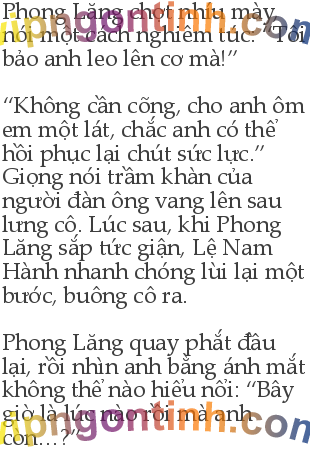 Phong Lăng chợt nhíu mày,
nói một cách nghiêm túc: “Tôi
bảo anh leo lên cơ mà!”
“Không cần cõng, cho anh ôm
em một lát, chắc anh có thể
hồi phục lại chút sức lực.”
Giọng nói trầm khàn của
người đàn ông vang lên sau
lưng cô. Lúc sau, khi Phong
Lăng sắp tức giận, Lệ Nam
Hành nhanh chóng lùi lại một
bước, buông cô ra.
Phong Lăng quay phắt đầu
lại, rồi nhìn anh bằng ánh mắt
không thể nào hiểu nổi: “Bây
giờ là lúc nào rồi mà anh
còn...?”
vipngontinh.com
vipngontinh.com